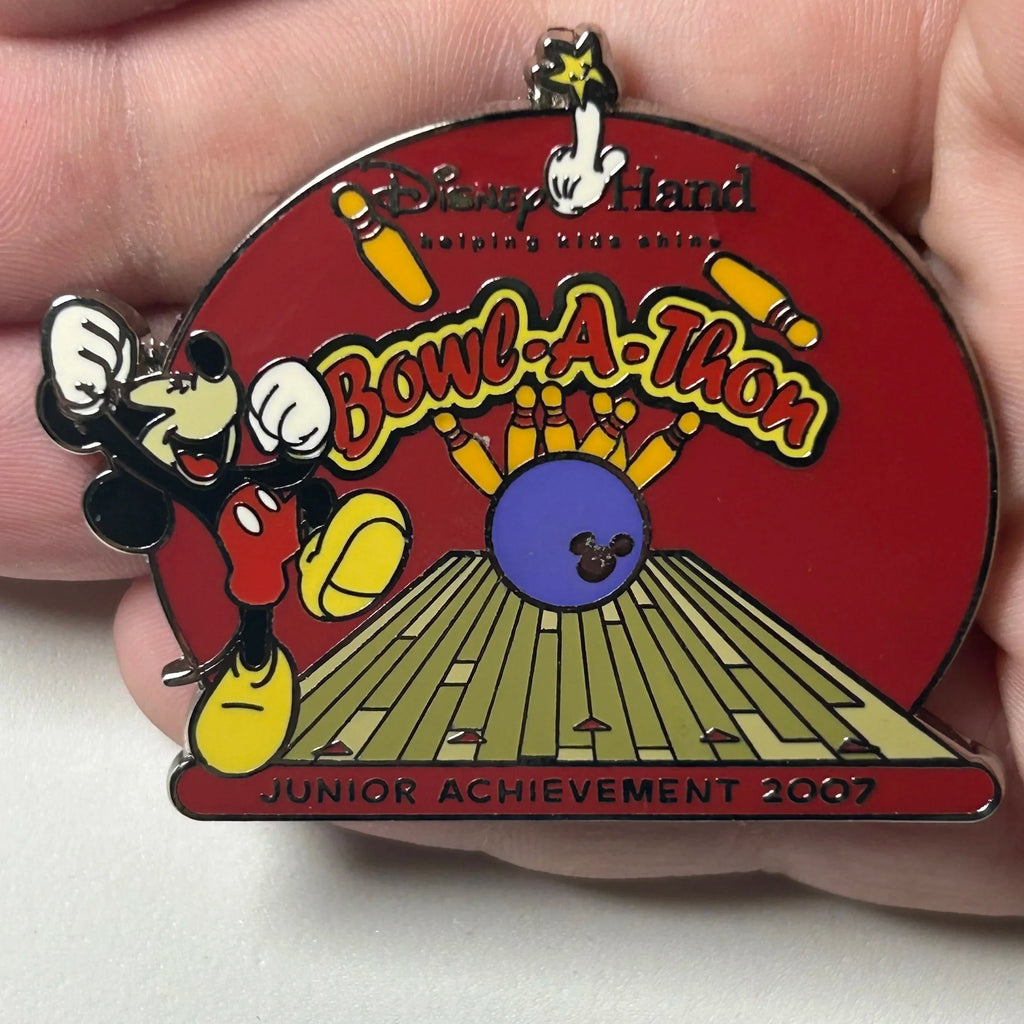 Disney Hand
helping kids shine
Bowl-A-Thon
JUNIOR ACHIEVEMENT 2007